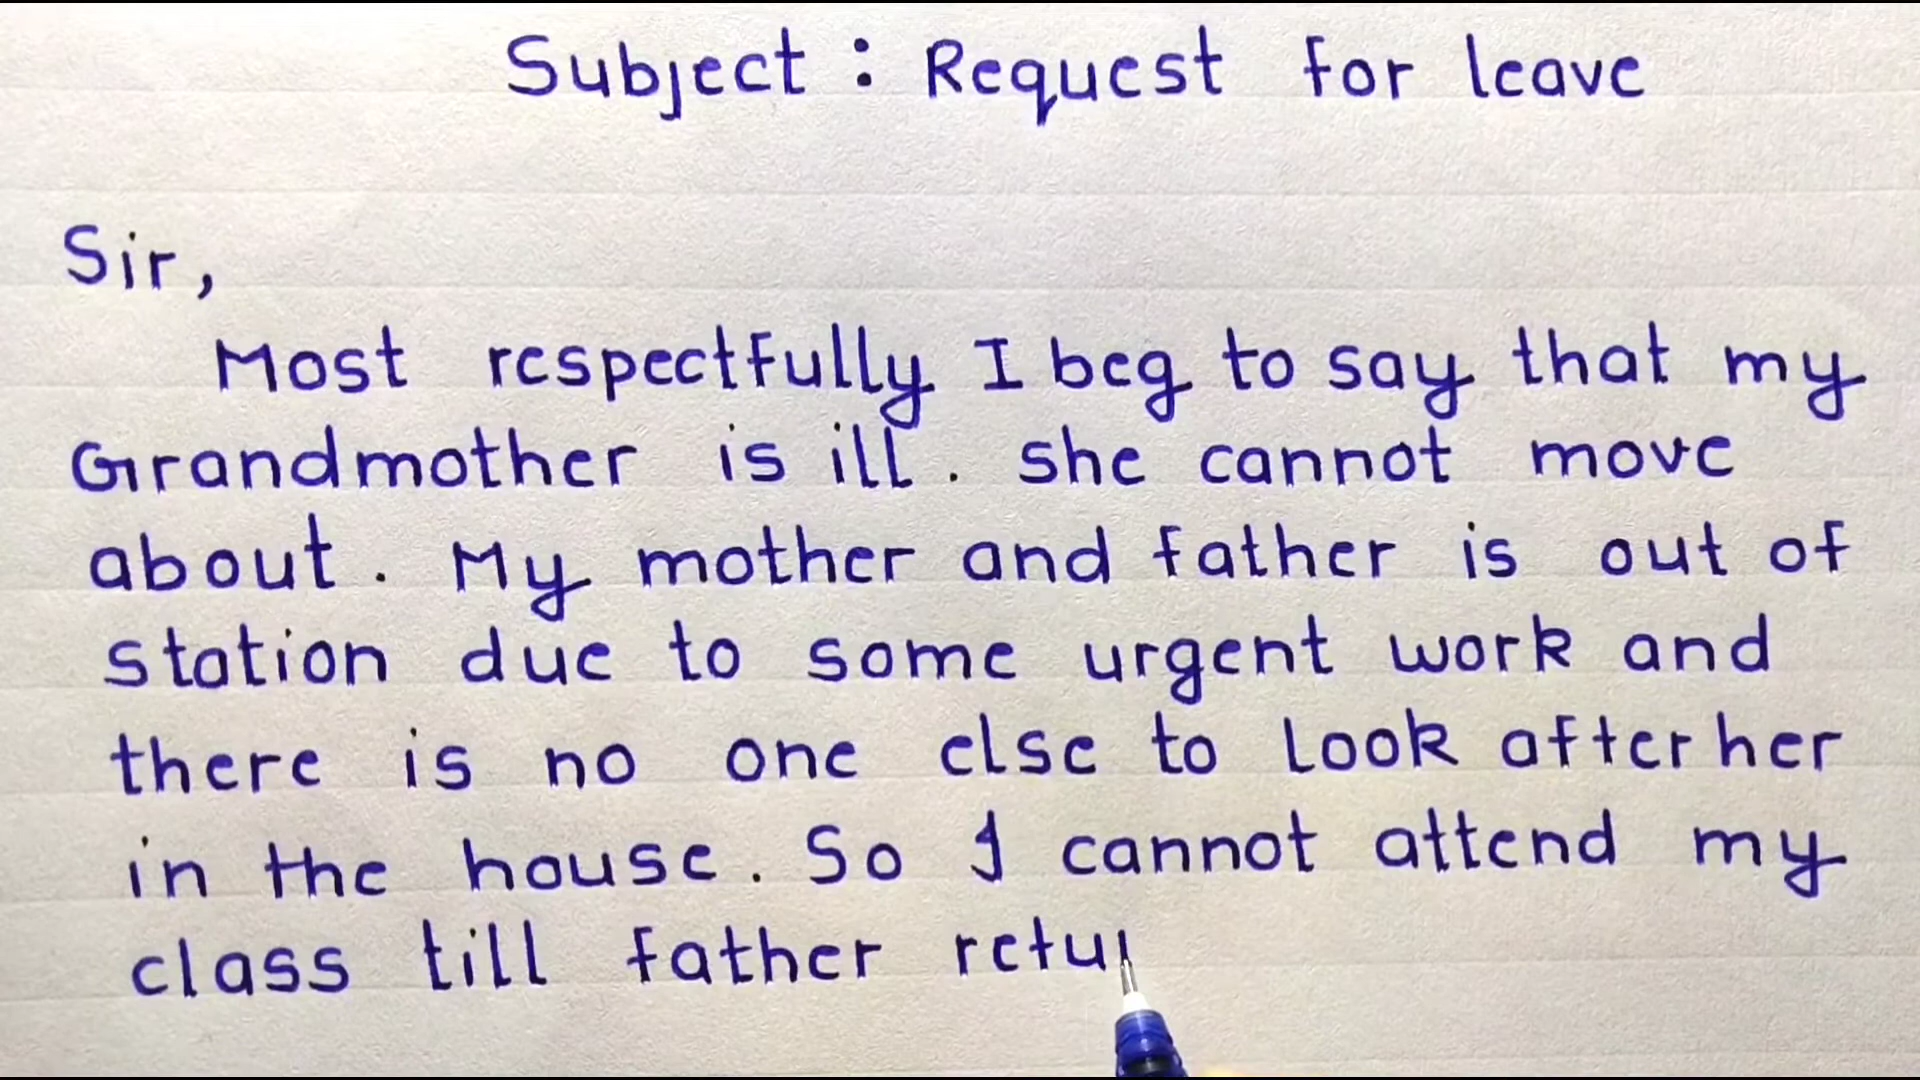 Subject : Request for leave
Sir,
Most respectfully I beg to say that my
Grandmother is ill. she cannot move
about. My mother and father is out of
station due to some urgent work and
there is no one else to look after her
in the house. So I cannot attend my
class till father retur